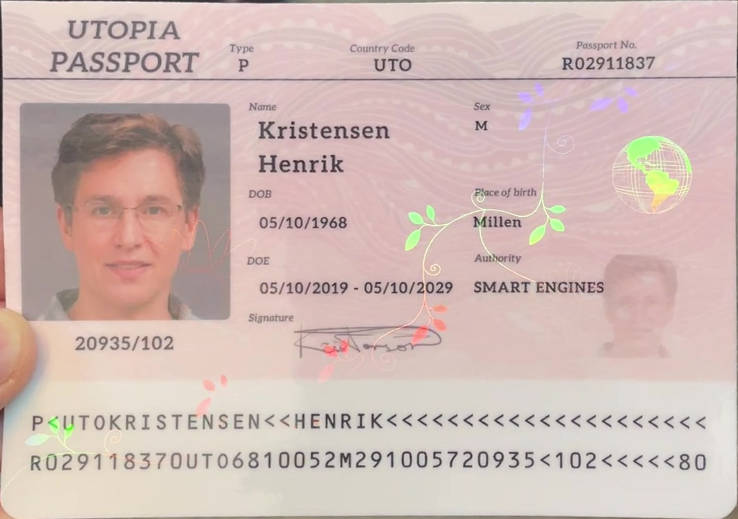 UTOPIA
PASSPORT
Type
P
Country Code
UTO
Passport No.
R02911837
Name
Kristensen
Henrik
Sex
M
DOB
05/10/1968
Place of birth
Millen
DOE
05/10/2019 - 05/10/2029
Authority
SMART ENGINES
Signature
Kristensen
20935/102
P<UTOKRISTENSEN<<HENRIK<<<<<<<<<<<<<<<<<<<<<
R029118370UTO6810052M291005720935<102<<<<<80